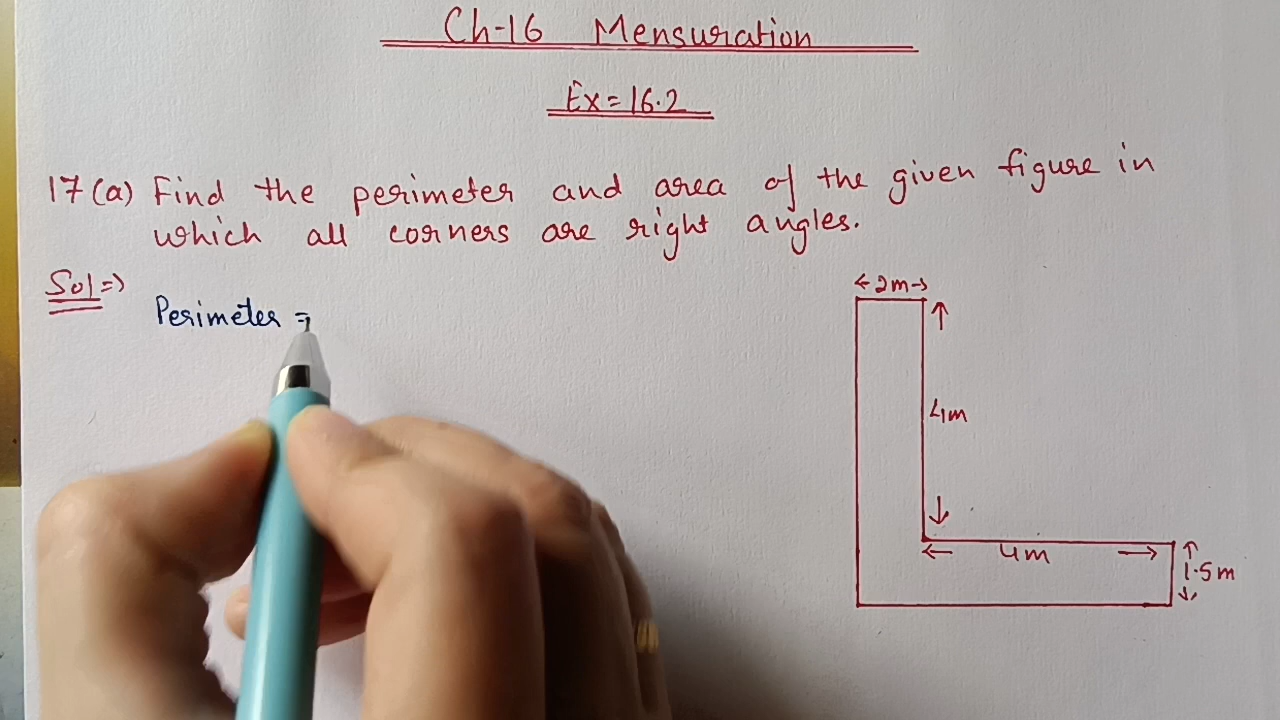 Ch-16 Mensuration
Ex = 16.2
17(a) Find the perimeter and area of the given figure in
which all corners are right angles.
Sol =>
Perimeter =
2m
4m
4m
1.5m